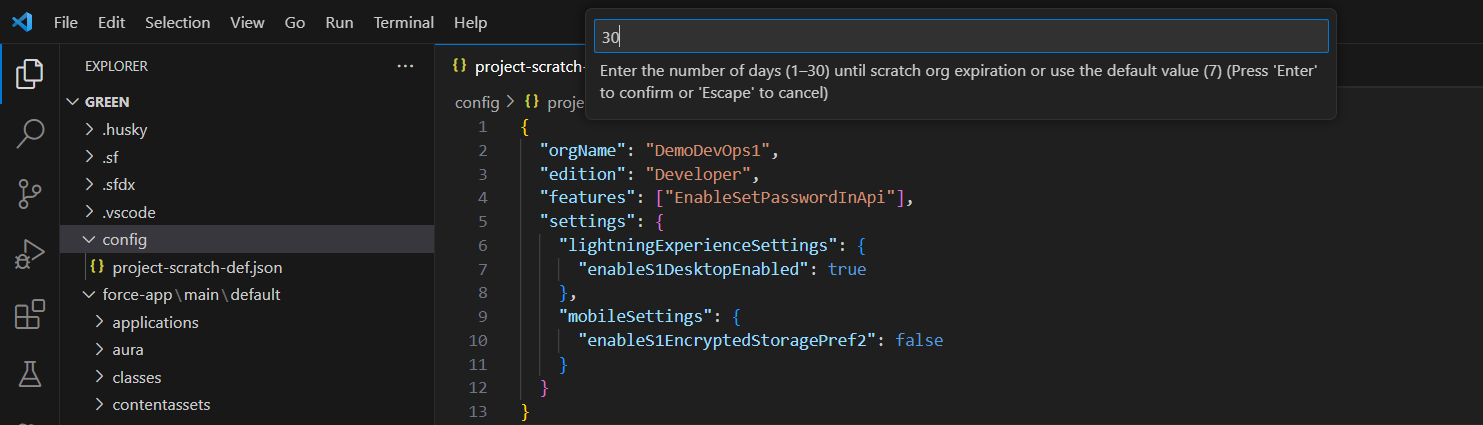 File Edit Selection View Go Run Terminal Help
30
Enter the number of days (1–30) until scratch org expiration or use the default value (7) (Press 'Enter'
to confirm or 'Escape' to cancel)
EXPLORER ···
GREEN
.husky
.sf
.sfdx
.vscode
config
{} project-scratch-def.json
force-app\main\default
applications
aura
classes
contentassets
{} project-scratch-
config > {} proje
1 {
2 "orgName": "DemoDevOps1",
3 "edition": "Developer",
4 "features": ["EnableSetPasswordInApi"],
5 "settings": {
6 "lightningExperienceSettings": {
7 "enableS1DesktopEnabled": true
8 },
9 "mobileSettings": {
10 "enableS1EncryptedStoragePref2": false
11 }
12 }
13 }